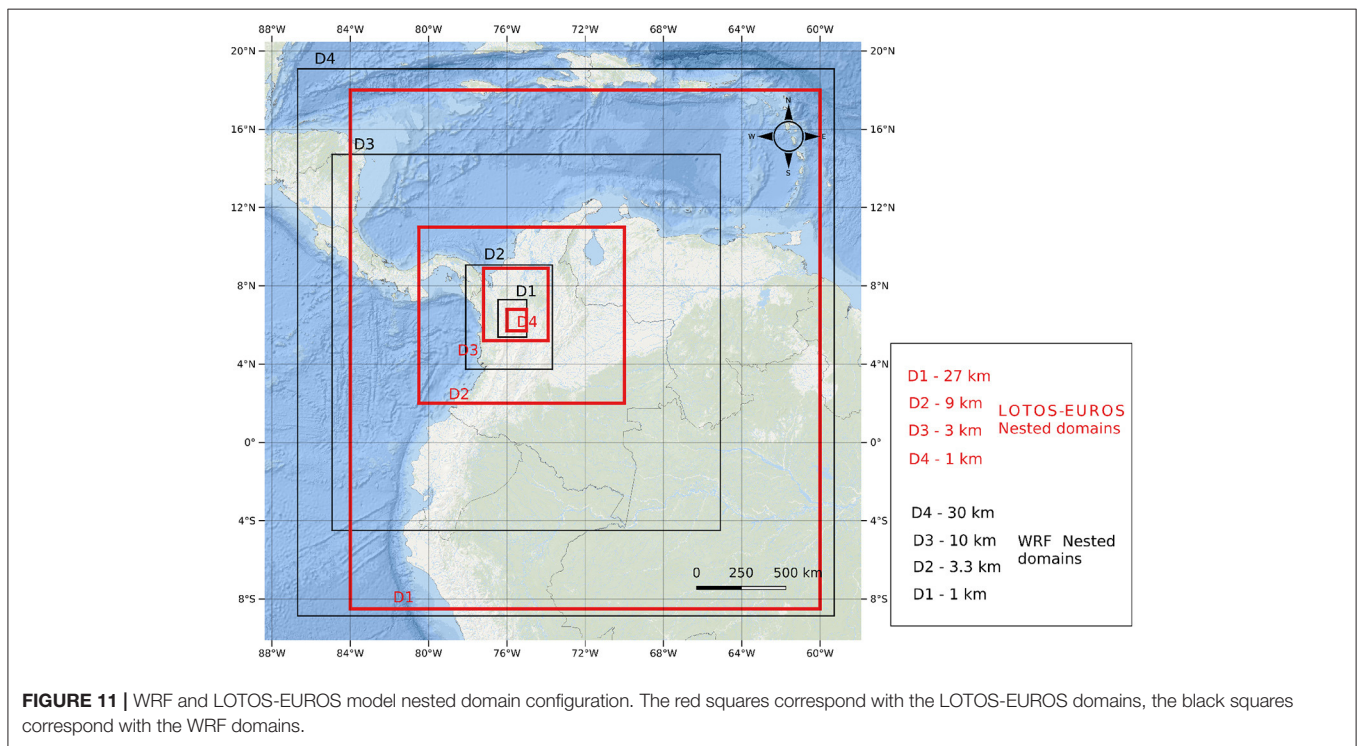 88°W 84°W 80°W 76°W 72°W 68°W 64°W 60°W
20°N 20°N
D4
N
16°N W E 16°N
S
D3
12°N 12°N
D2
8°N 8°N
D1
D4
D3
4°N 4°N
D2
0° 0°
4°S 4°S
0 250 500 km
D1
8°S 8°S
88°W 84°W 80°W 76°W 72°W 68°W 64°W 60°W
D1 - 27 km
D2 - 9 km
D3 - 3 km
D4 - 1 km
LOTOS-EUROS
Nested domains
D4 - 30 km
D3 - 10 km
D2 - 3.3 km
D1 - 1 km
WRF Nested
domains
FIGURE 11 | WRF and LOTOS-EUROS model nested domain configuration. The red squares correspond with the LOTOS-EUROS domains, the black squares
correspond with the WRF domains.